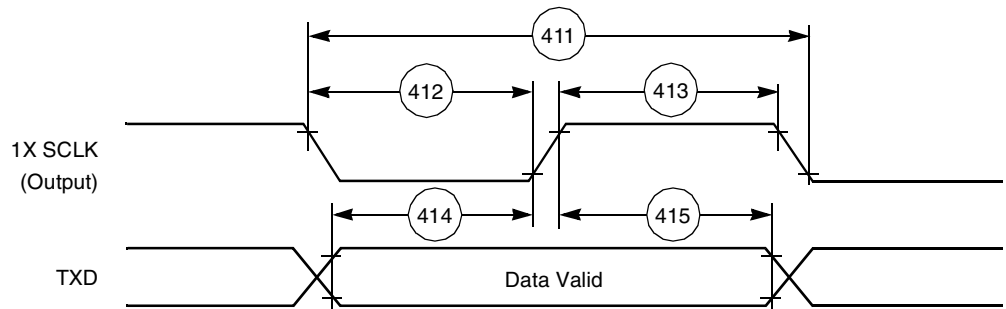 411
412
413
1X SCLK
(Output)
414
415
TXD
Data Valid